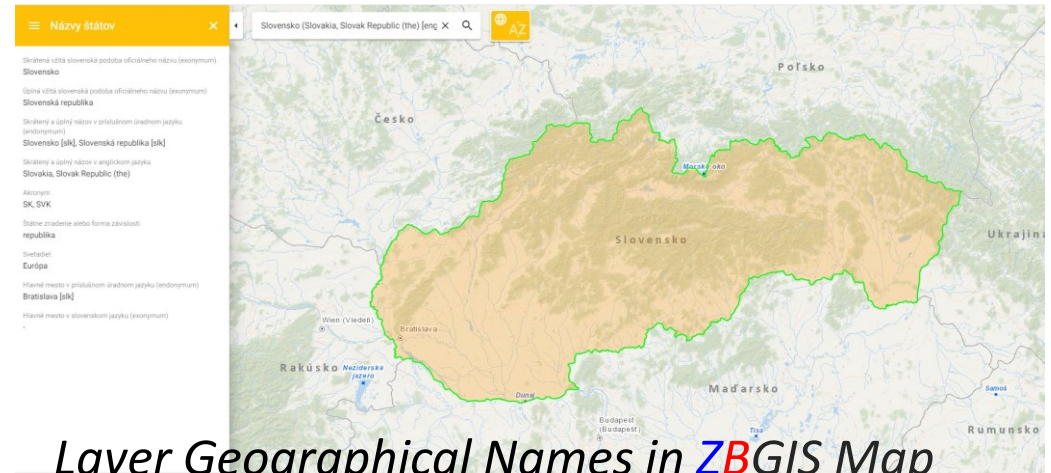 Názvy štátov
Slovensko (Slovakia, Slovak Republic (the) [eng
AZ
Skrátená vžitá slovenská podoba oficiálneho názvu (exonymum)
Slovensko
Úplná vžitá slovenská podoba oficiálneho názvu (exonymum)
Slovenská republika
Skrátený a úplný názov v príslušnom úradnom jazyku
(endonymum)
Slovensko [slk], Slovenská republika [slk]
Skrátený a úplný názov v anglickom jazyku
Slovakia, Slovak Republic (the)
Akronym
SK, SVK
Štátne zriadenie alebo forma závislosti
republika
Svetadiel
Európa
Hlavné mesto v príslušnom úradnom jazyku (endonymum)
Bratislava [slk]
Hlavné mesto v slovenskom jazyku (exonymum)
-
Poľsko
Česko
Morské oko
Slovensko
Ukrajina
Wien (Viedeň)
Bratislava
Rakúsko
Neziderské
jazero
Dunaj
Maďarsko
Samoš
Budapest
(Budapešť)
Tisa
Rumunsko
Layer Geographical Names in ZBGIS Map